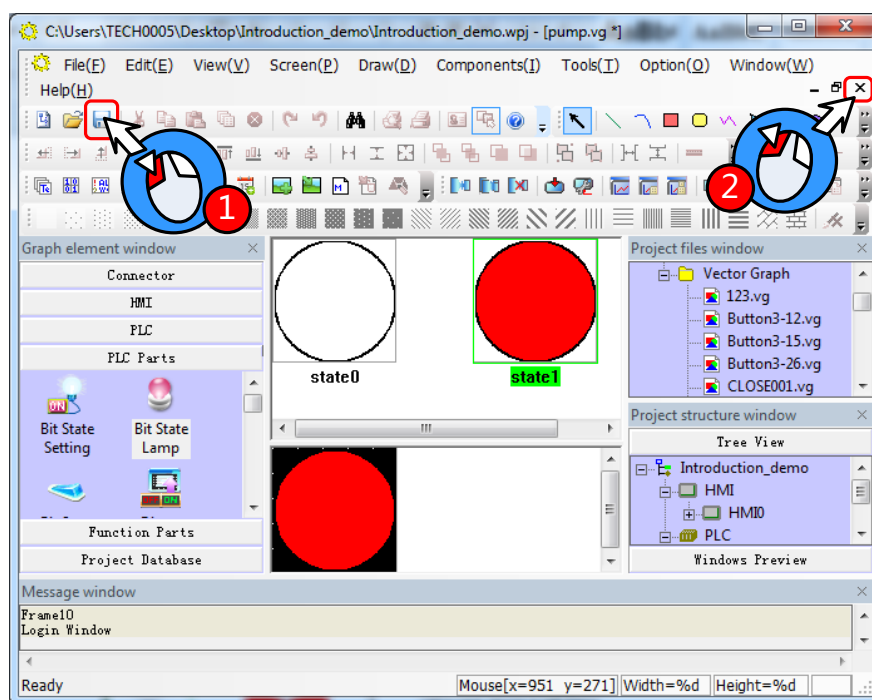 C:\Users\TECH0005\Desktop\Introduction_demo\Introduction_demo.wpj - [pump.vg *]
File(F) Edit(E) View(V) Screen(P) Draw(D) Components(I) Tools(T) Option(O) Window(W)
Help(H)
1
2
Graph element window
Connector
HMI
PLC
PLC Parts
Bit State
Setting
Bit State
Lamp
Function Parts
Project Database
state0
state1
Project files window
Vector Graph
123.vg
Button3-12.vg
Button3-15.vg
Button3-26.vg
CLOSE001.vg
Project structure window
Tree View
Introduction_demo
HMI
HMI0
PLC
Windows Preview
Message window
Frame10
Login Window
Ready
Mouse[x=951 y=271] Width=%d Height=%d